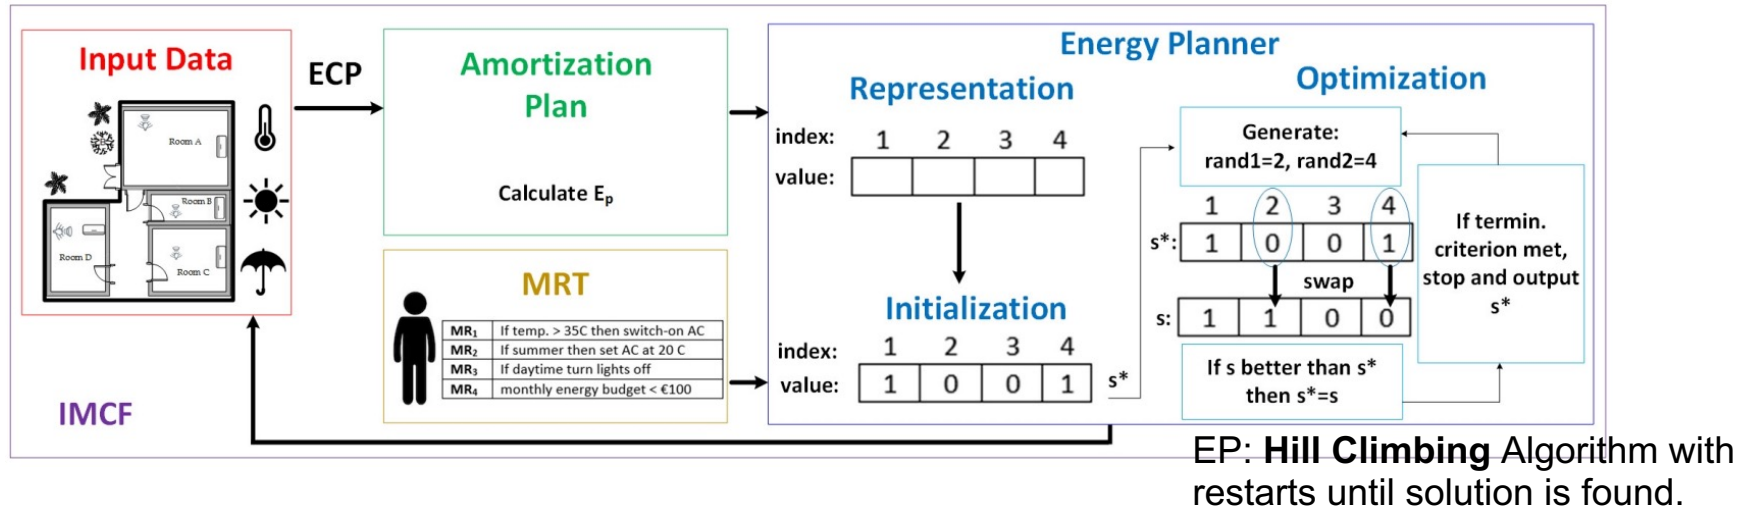 Input Data
Room A
Room B
Room D
Room C
ECP
Amortization
Plan
Calculate Ep
MRT
MR1 If temp. > 35C then switch-on AC
MR2 If summer then set AC at 20 C
MR3 If daytime turn lights off
MR4 monthly energy budget < €100
IMCF
Energy Planner
Representation
index: 1 2 3 4
value:
Initialization
index: 1 2 3 4
value: 1 0 0 1 s*
Optimization
Generate:
rand1=2, rand2=4
1 2 3 4
s*: 1 0 0 1
swap
s: 1 1 0 0
If s better than s*
then s*=s
If termin.
criterion met,
stop and output
s*
EP: Hill Climbing Algorithm with
restarts until solution is found.